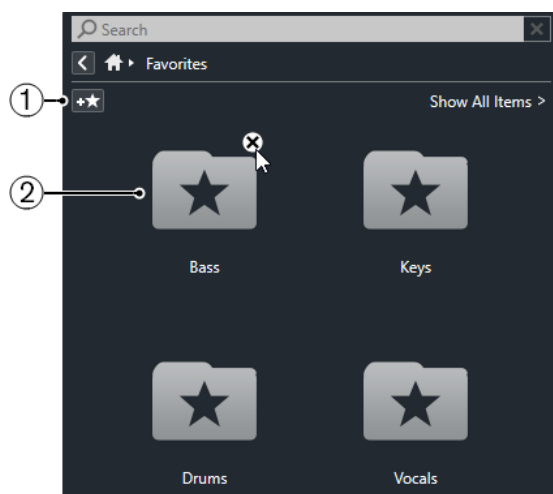 Search
Favorites
1
Show All Items >
2
Bass
Keys
Drums
Vocals